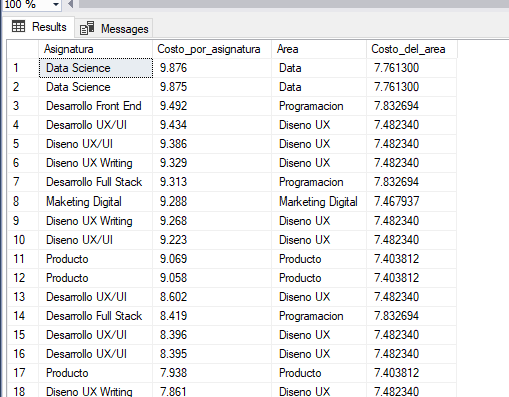 100 %
Results Messages
Asignatura Costo_por_asignatura Area Costo_del_area
1 Data Science 9.876 Data 7.761300
2 Data Science 9.875 Data 7.761300
3 Desarrollo Front End 9.492 Programacion 7.832694
4 Desarrollo UX/UI 9.434 Diseno UX 7.482340
5 Diseno UX/UI 9.386 Diseno UX 7.482340
6 Diseno UX Writing 9.329 Diseno UX 7.482340
7 Desarrollo Full Stack 9.313 Programacion 7.832694
8 Maketing Digital 9.288 Marketing Digital 7.467937
9 Diseno UX Writing 9.268 Diseno UX 7.482340
10 Diseno UX/UI 9.223 Diseno UX 7.482340
11 Producto 9.069 Producto 7.403812
12 Producto 9.058 Producto 7.403812
13 Desarrollo UX/UI 8.602 Diseno UX 7.482340
14 Desarrollo Full Stack 8.419 Programacion 7.832694
15 Desarrollo UX/UI 8.396 Diseno UX 7.482340
16 Desarrollo UX/UI 8.395 Diseno UX 7.482340
17 Producto 7.938 Producto 7.403812
18 Diseno UX Writing 7.861 Diseno UX 7.482340